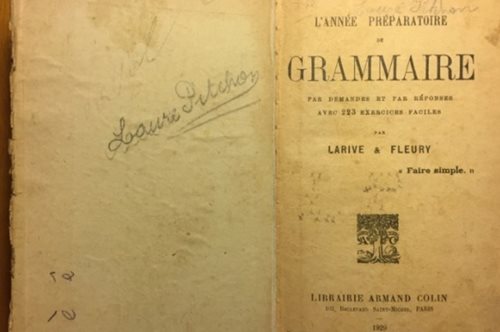 Laure Pitchon
L'ANNÉE PRÉPARATOIRE
DE
GRAMMAIRE
PAR DEMANDES ET PAR RÉPONSES
AVEC 223 EXERCICES FACILES
PAR
LARIVE & FLEURY
« Faire simple. »
LIBRAIRIE ARMAND COLIN
103, BOULEVARD SAINT-MICHEL, PARIS
1929